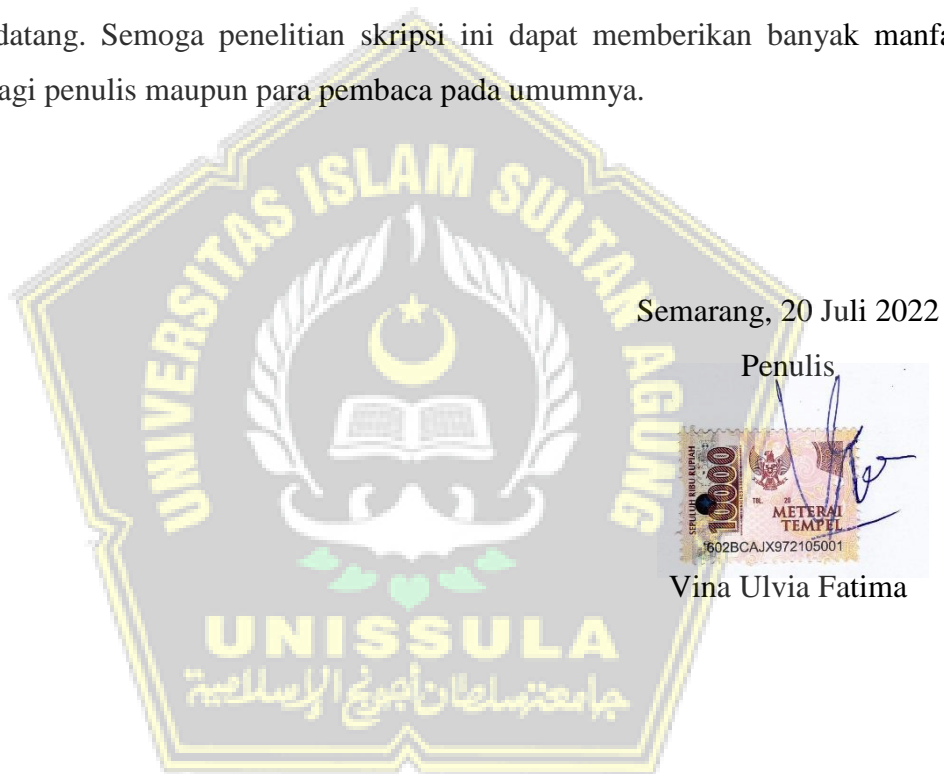 datang. Semoga penelitian skripsi ini dapat memberikan banyak
agi penulis maupun para pembaca pada umumnya.
UNIVERSITAS ISLAM SULTAN AGUNG
Semarang, 20 Juli 2022
Penulis
SEPULUH RIBU RUPIAH
10000
TGL. 20
METERAI
TEMPEL
602BCAJX972105001
Vina Ulvia Fatima
UNISSULA
جامعة سلطان أجونج الإسلامية